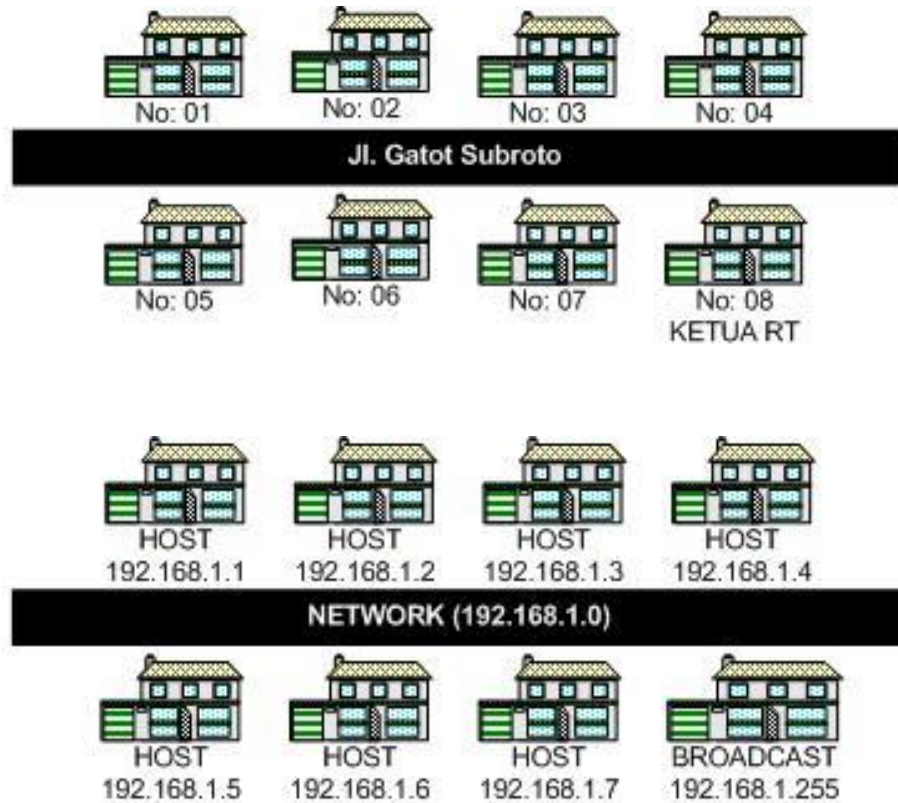 No: 01 No: 02 No: 03 No: 04
Jl. Gatot Subroto
No: 05 No: 06 No: 07 No: 08
KETUA RT
HOST HOST HOST HOST
192.168.1.1 192.168.1.2 192.168.1.3 192.168.1.4
NETWORK (192.168.1.0)
HOST HOST HOST BROADCAST
192.168.1.5 192.168.1.6 192.168.1.7 192.168.1.255